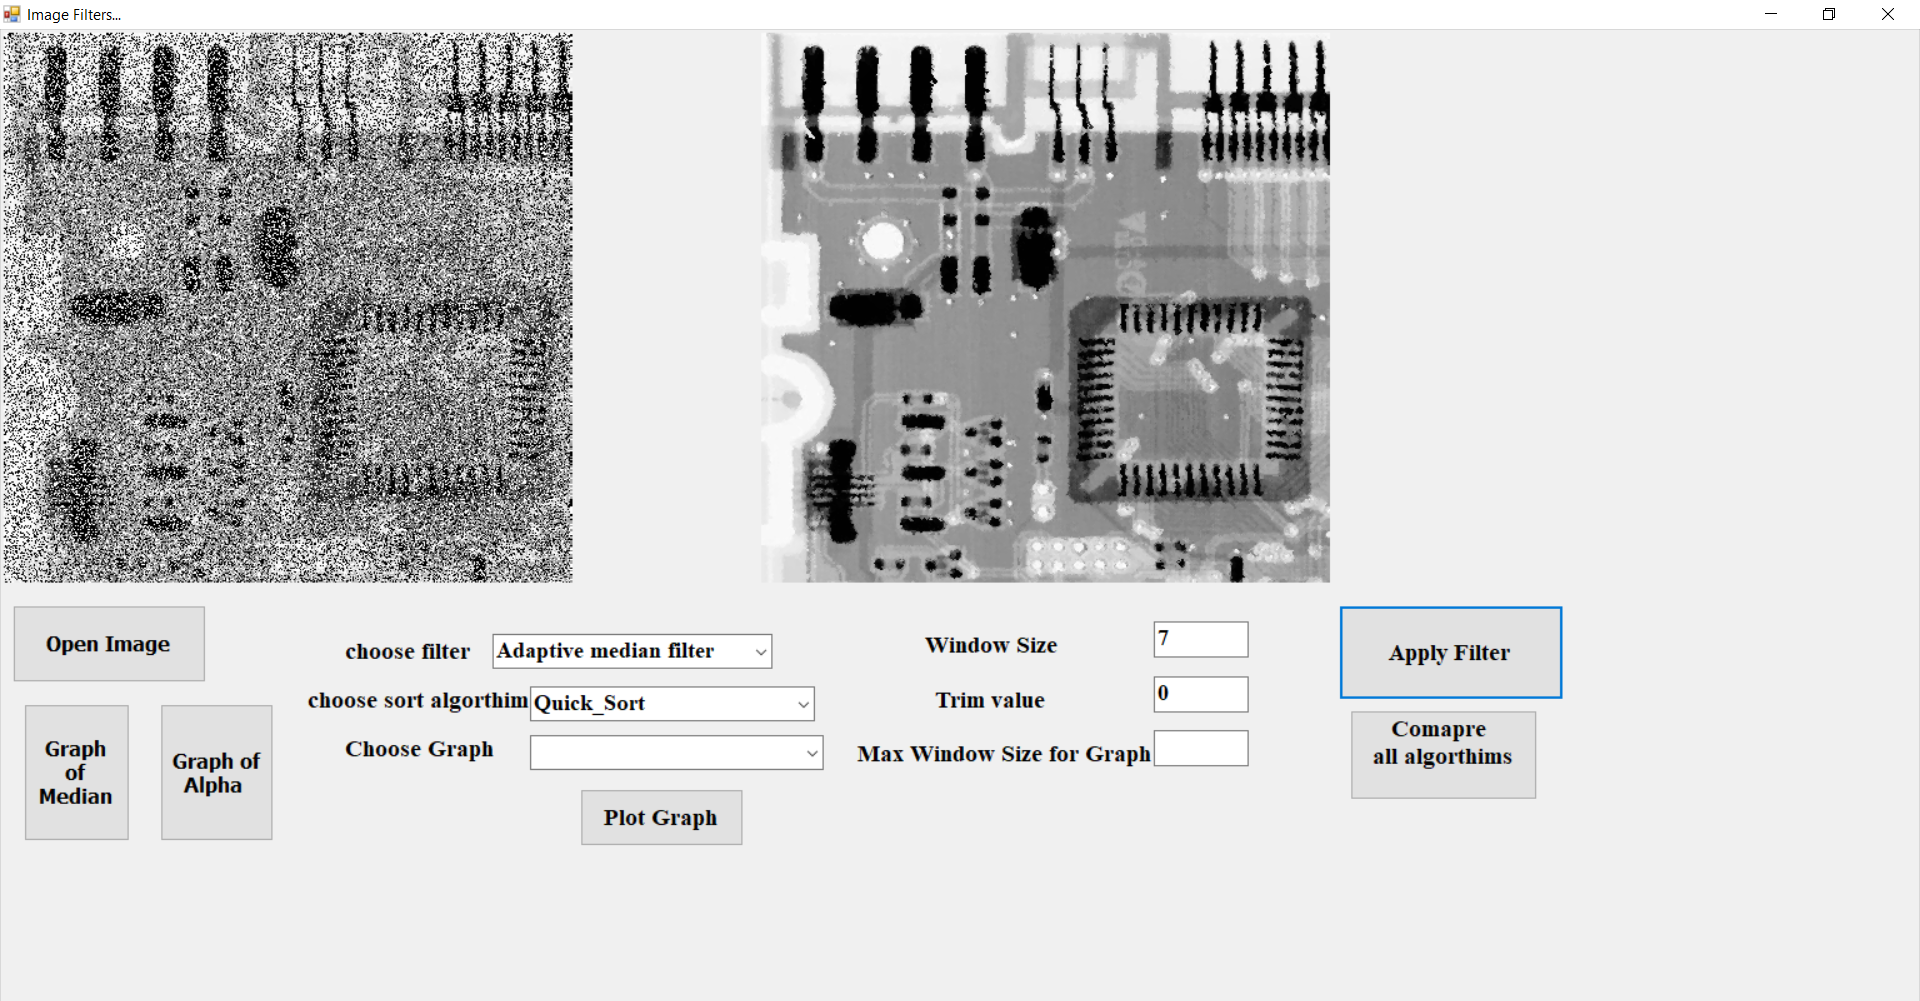 Image Filters...
Open Image
choose filter
Adaptive median filter
choose sort algorthim
Quick_Sort
Choose Graph
Plot Graph
Graph
of
Median
Graph of
Alpha
Window Size
7
Trim value
0
Max Window Size for Graph
Apply Filter
Comapre
all algorthims